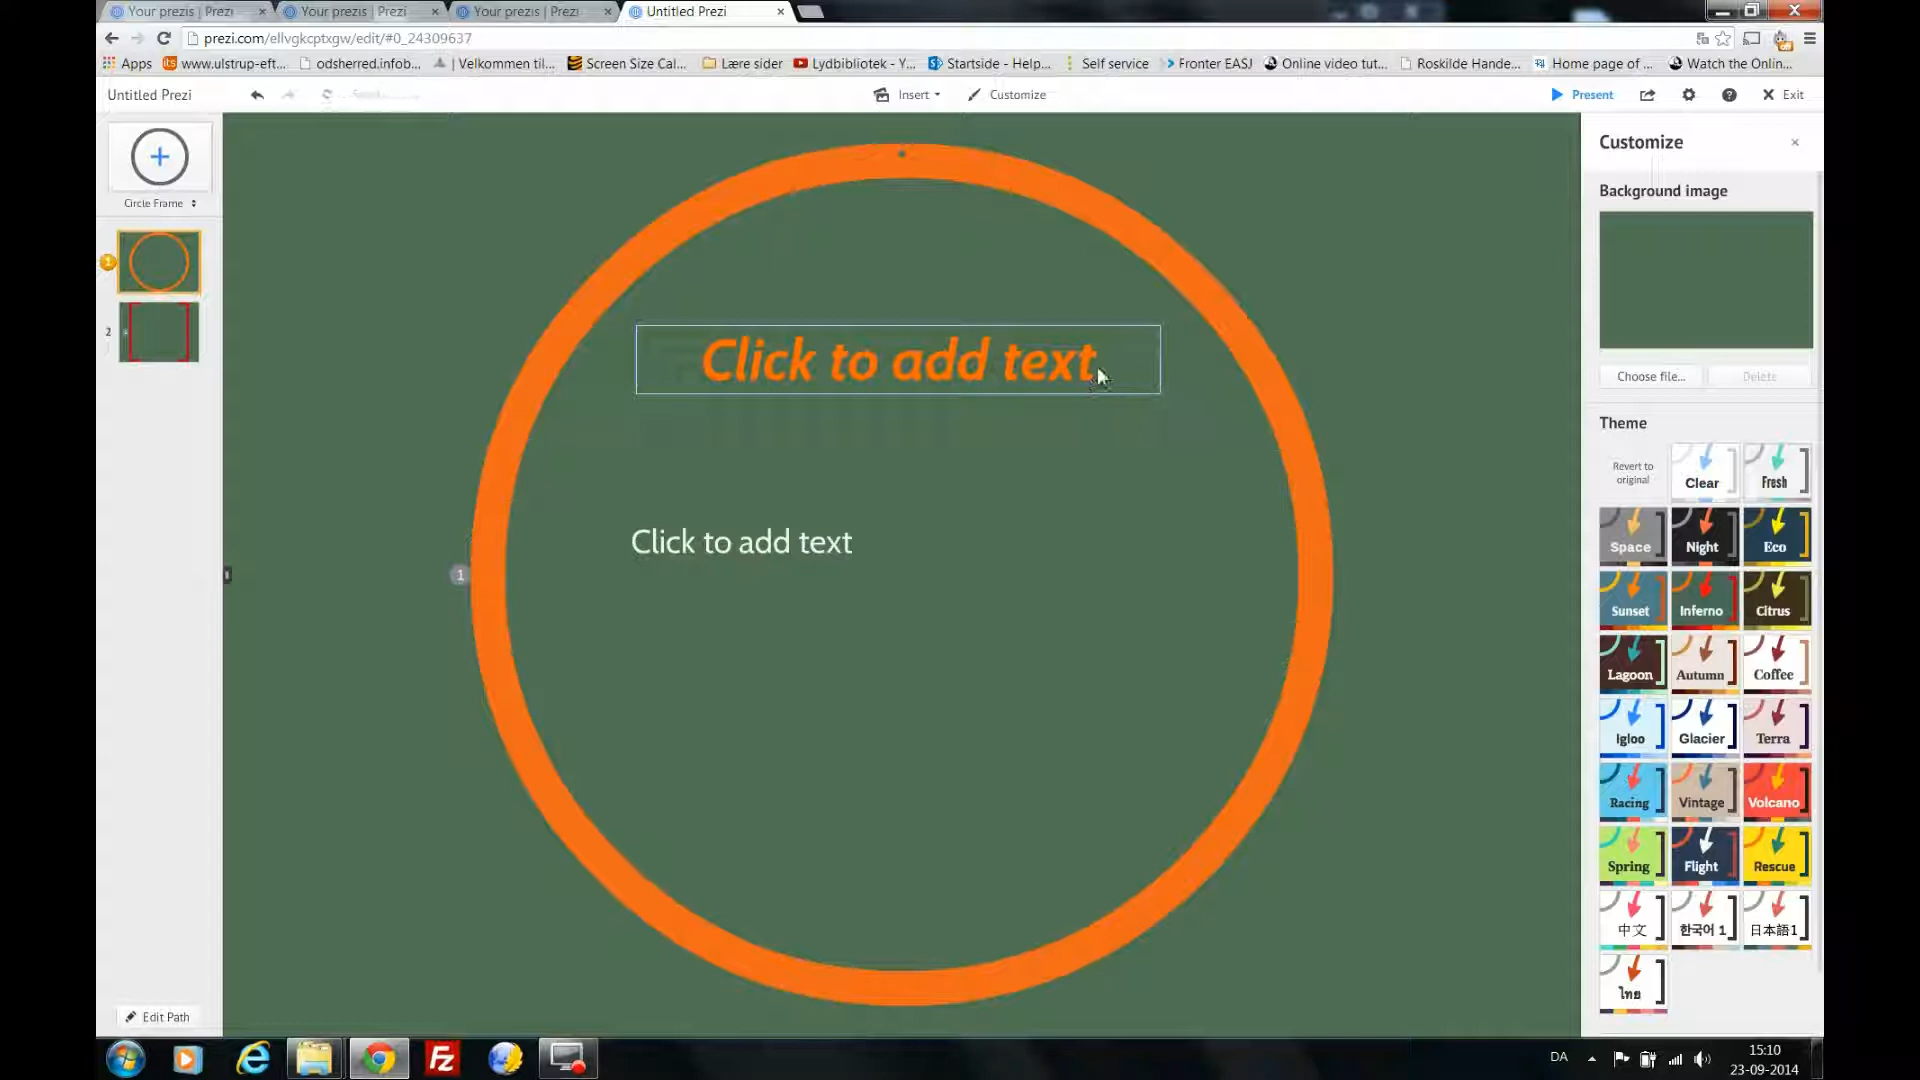 Your prezis | Prezi
Your prezis | Prezi
Your prezis | Prezi
Untitled Prezi
prezi.com/ellvgkcptxgw/edit/#0_24309637
Apps
www.ulstrup-eft...
odsherred.infob...
| Velkommen til...
Screen Size Cal...
Lære sider
Lydbibliotek - Y...
Startside - Help...
Self service
Fronter EASJ
Online video tut...
Roskilde Hande...
Home page of ...
Watch the Onlin...
Untitled Prezi
Insert
Customize
Present
Exit
Circle Frame
1
2
Edit Path
Click to add text
Click to add text
1
Customize
Background image
Choose file...
Delete
Theme
Revert to
original
Clear
Fresh
Space
Night
Eco
Sunset
Inferno
Citrus
Lagoon
Autumn
Coffee
Igloo
Glacier
Terra
Racing
Vintage
Volcano
Spring
Flight
Rescue
中文
한국어 1
日本語1
ไทย
DA
15:10
23-09-2014